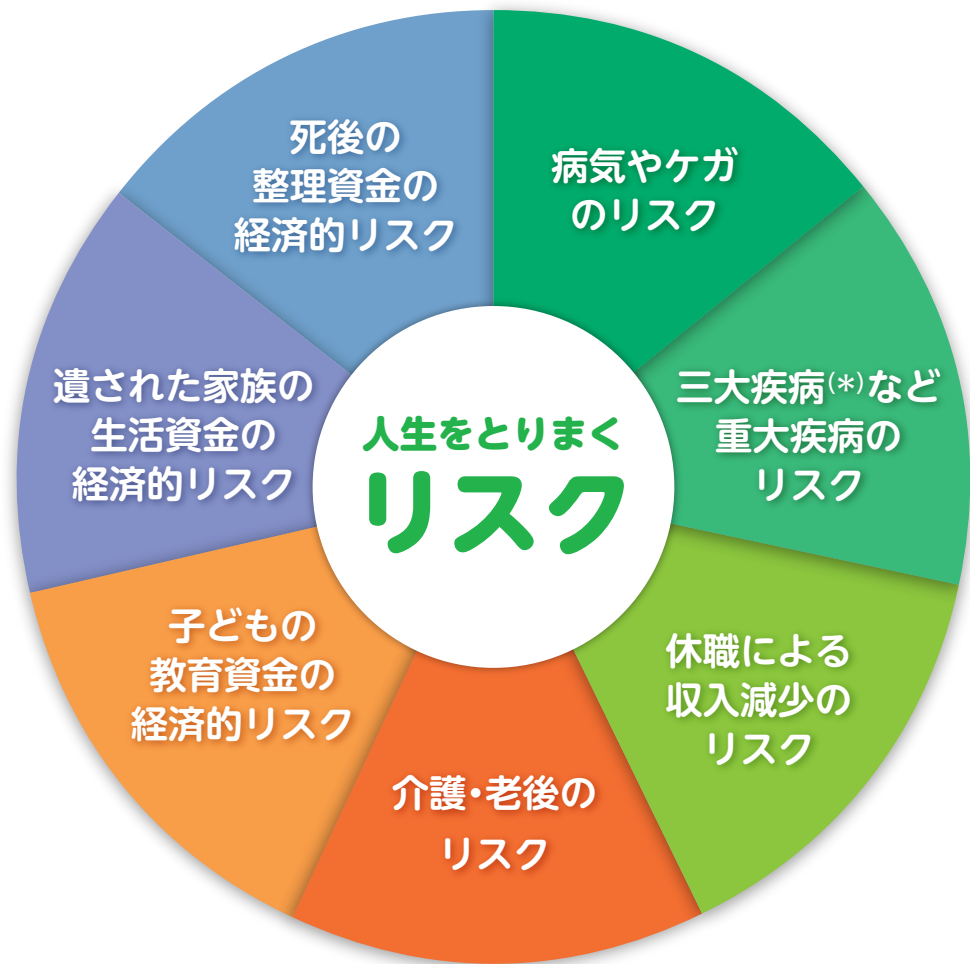 人生をとりまく
リスク
病気やケガ
のリスク
三大疾病(*)など
重大疾病の
リスク
休職による
収入減少の
リスク
介護・老後の
リスク
子どもの
教育資金の
経済的リスク
遺された家族の
生活資金の
経済的リスク
死後の
整理資金の
経済的リスク